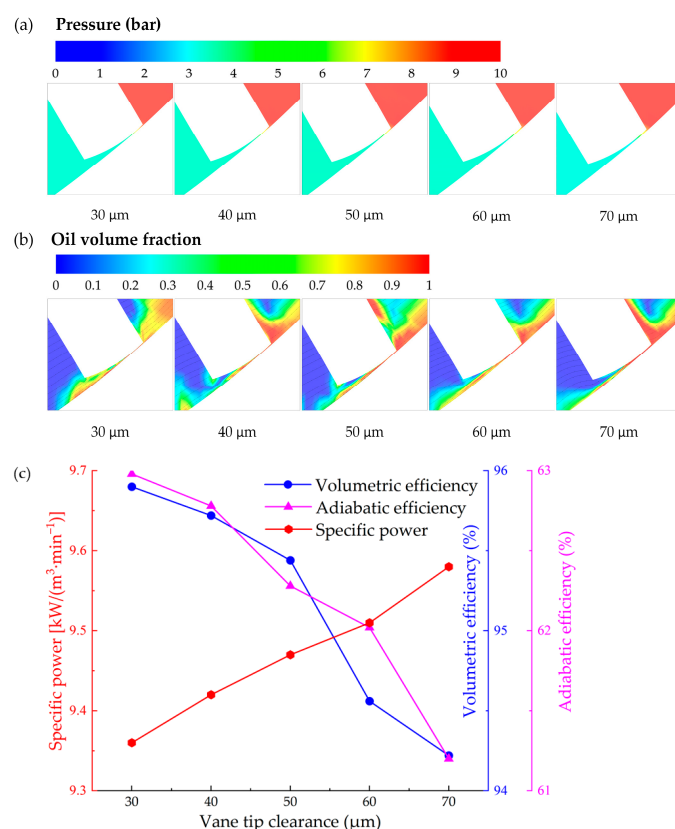 (a) Pressure (bar)
0 1 2 3 4 5 6 7 8 9 10
30 μm 40 μm 50 μm 60 μm 70 μm
(b) Oil volume fraction
0 0.1 0.2 0.3 0.4 0.5 0.6 0.7 0.8 0.9 1
30 μm 40 μm 50 μm 60 μm 70 μm
(c)
Specific power [kW/(m³·min⁻¹)]
9.7
9.6
9.5
9.4
9.3
Volumetric efficiency
Adiabatic efficiency
Specific power
96
95
94
Volumetric efficiency (%)
63
62
61
Adiabatic efficiency (%)
30 40 50 60 70
Vane tip clearance (μm)